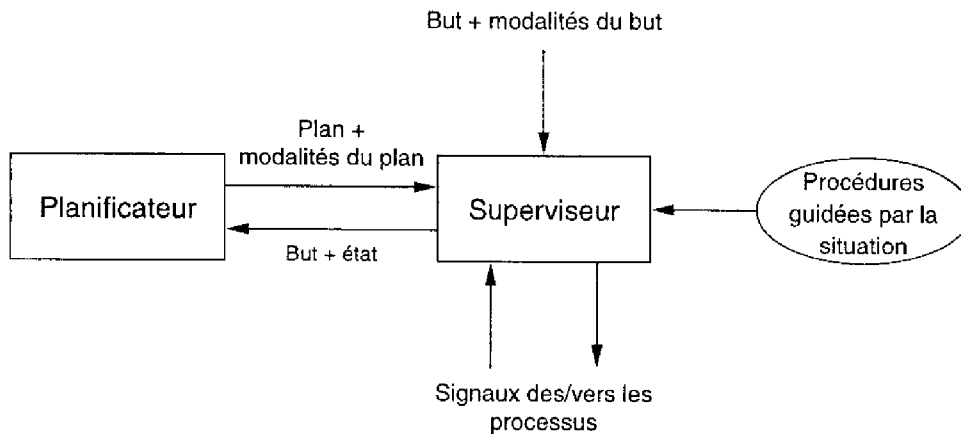 But + modalités du but
Plan +
modalités du plan
Planificateur
Superviseur
Procédures
guidées par la
situation
But + état
Signaux des/vers les
processus